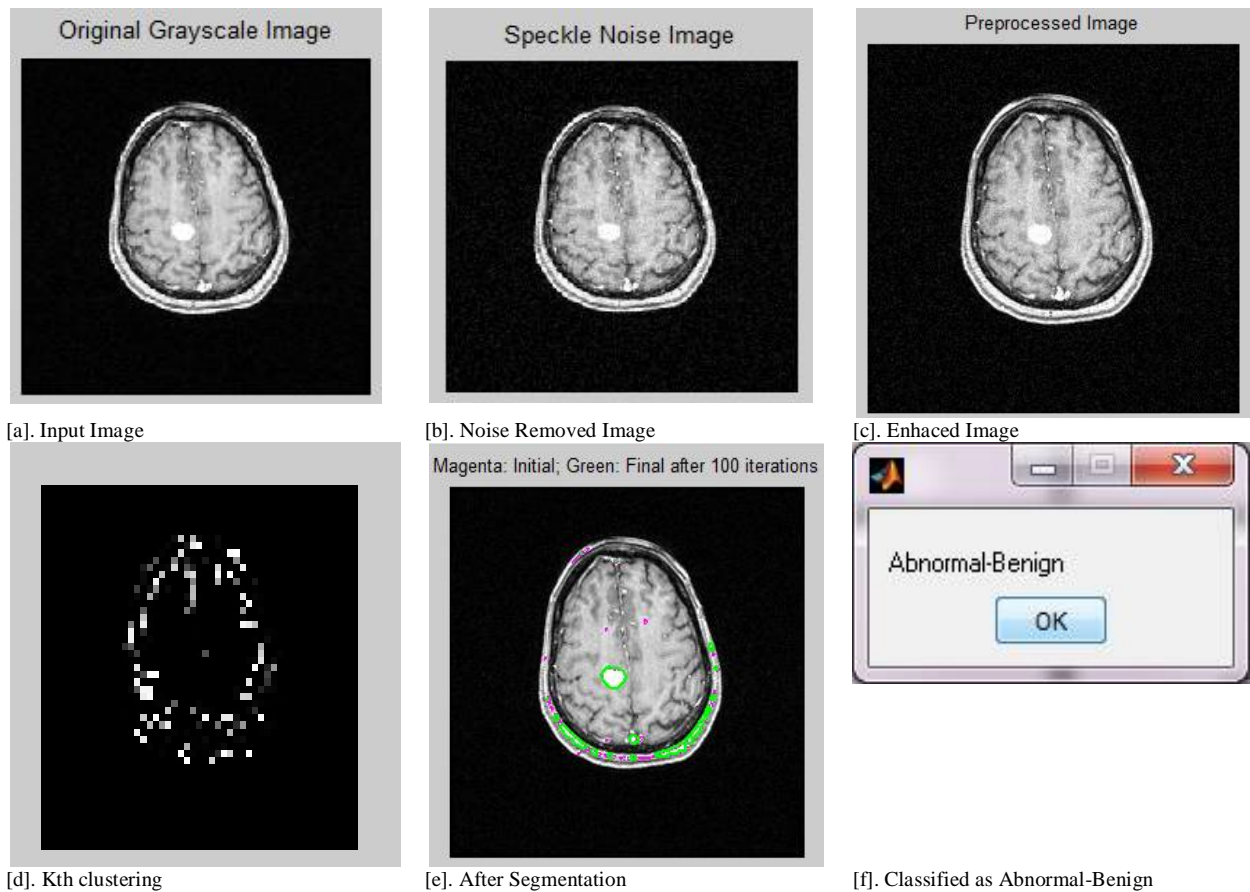 Original Grayscale Image
Speckle Noise Image
Preprocessed Image
[a]. Input Image
[b]. Noise Removed Image
[c]. Enhaced Image
Magenta: Initial; Green: Final after 100 iterations
Abnormal-Benign
OK
[d]. Kth clustering
[e]. After Segmentation
[f]. Classified as Abnormal-Benign